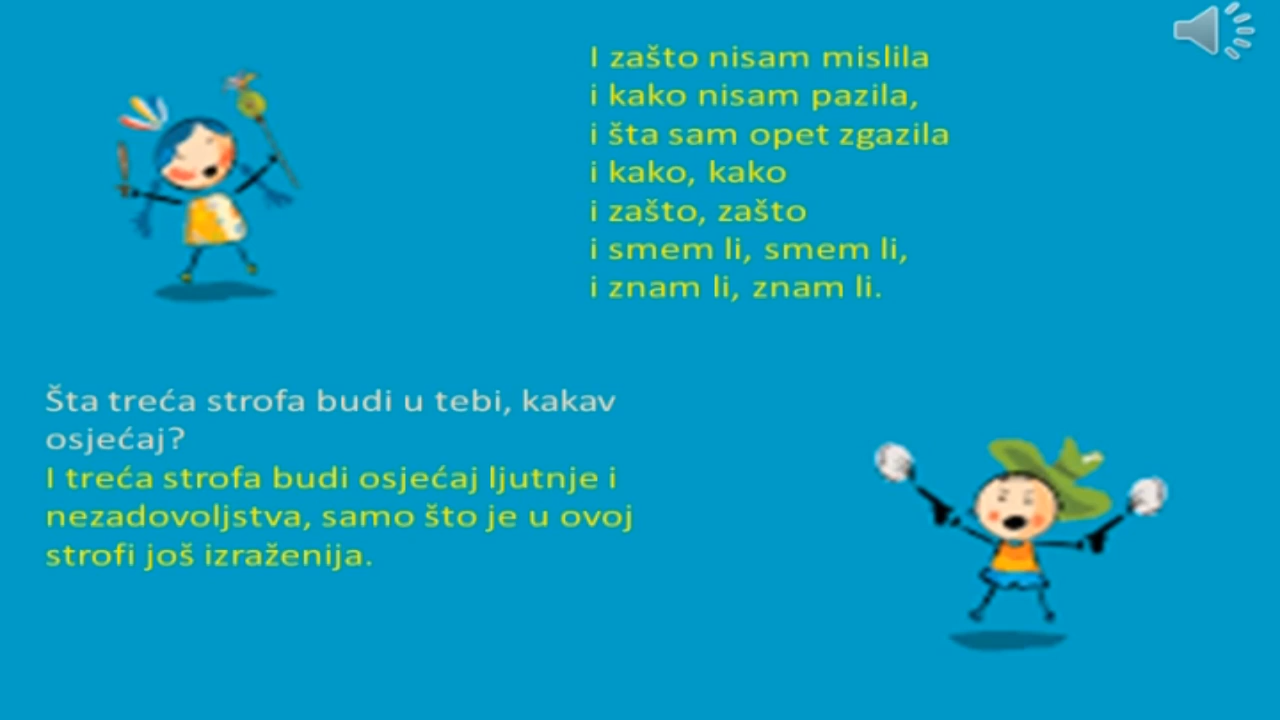 I zašto nisam mislila
i kako nisam pazila,
i šta sam opet zgazila
i kako, kako
i zašto, zašto
i smem li, smem li,
i znam li, znam li.
Šta treća strofa budi u tebi, kakav
osjećaj?
I treća strofa budi osjećaj ljutnje i
nezadovoljstva, samo što je u ovoj
strofi još izraženija.